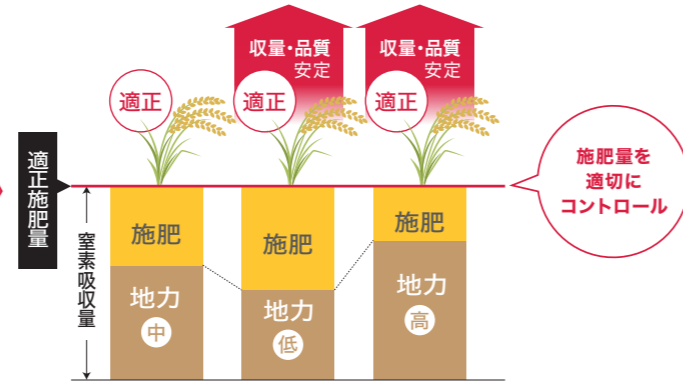 収量・品質
安定
収量・品質
安定
適正
適正
適正
適正施肥量
施肥量を
適切に
コントロール
窒素吸収量
施肥
施肥
施肥
地力
中
地力
低
地力
高